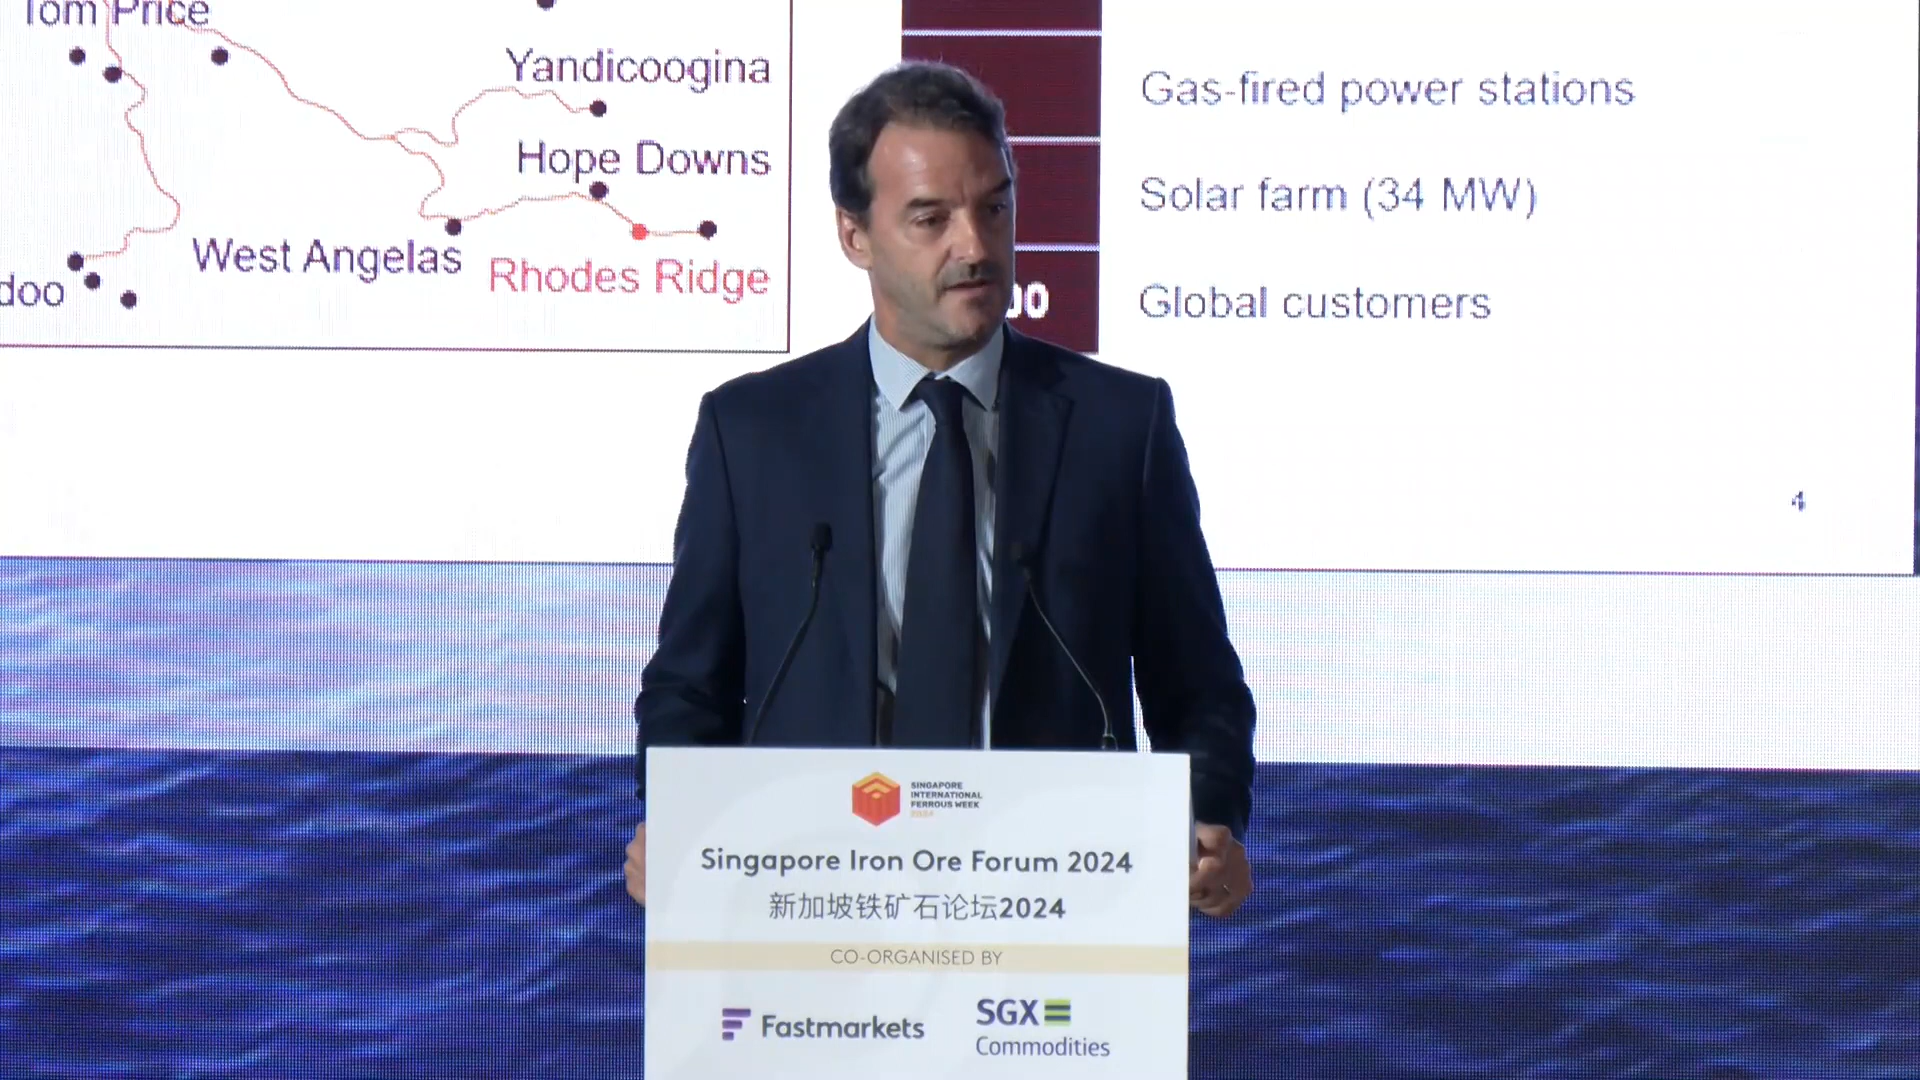 Tom Price
Yandicoogina
Hope Downs
West Angelas
Rhodes Ridge
doo
00
Gas-fired power stations
Solar farm (34 MW)
Global customers
4
SINGAPORE
INTERNATIONAL
FERROUS WEEK
2024
Singapore Iron Ore Forum 2024
新加坡铁矿石论坛2024
CO-ORGANISED BY
Fastmarkets
SGX
Commodities